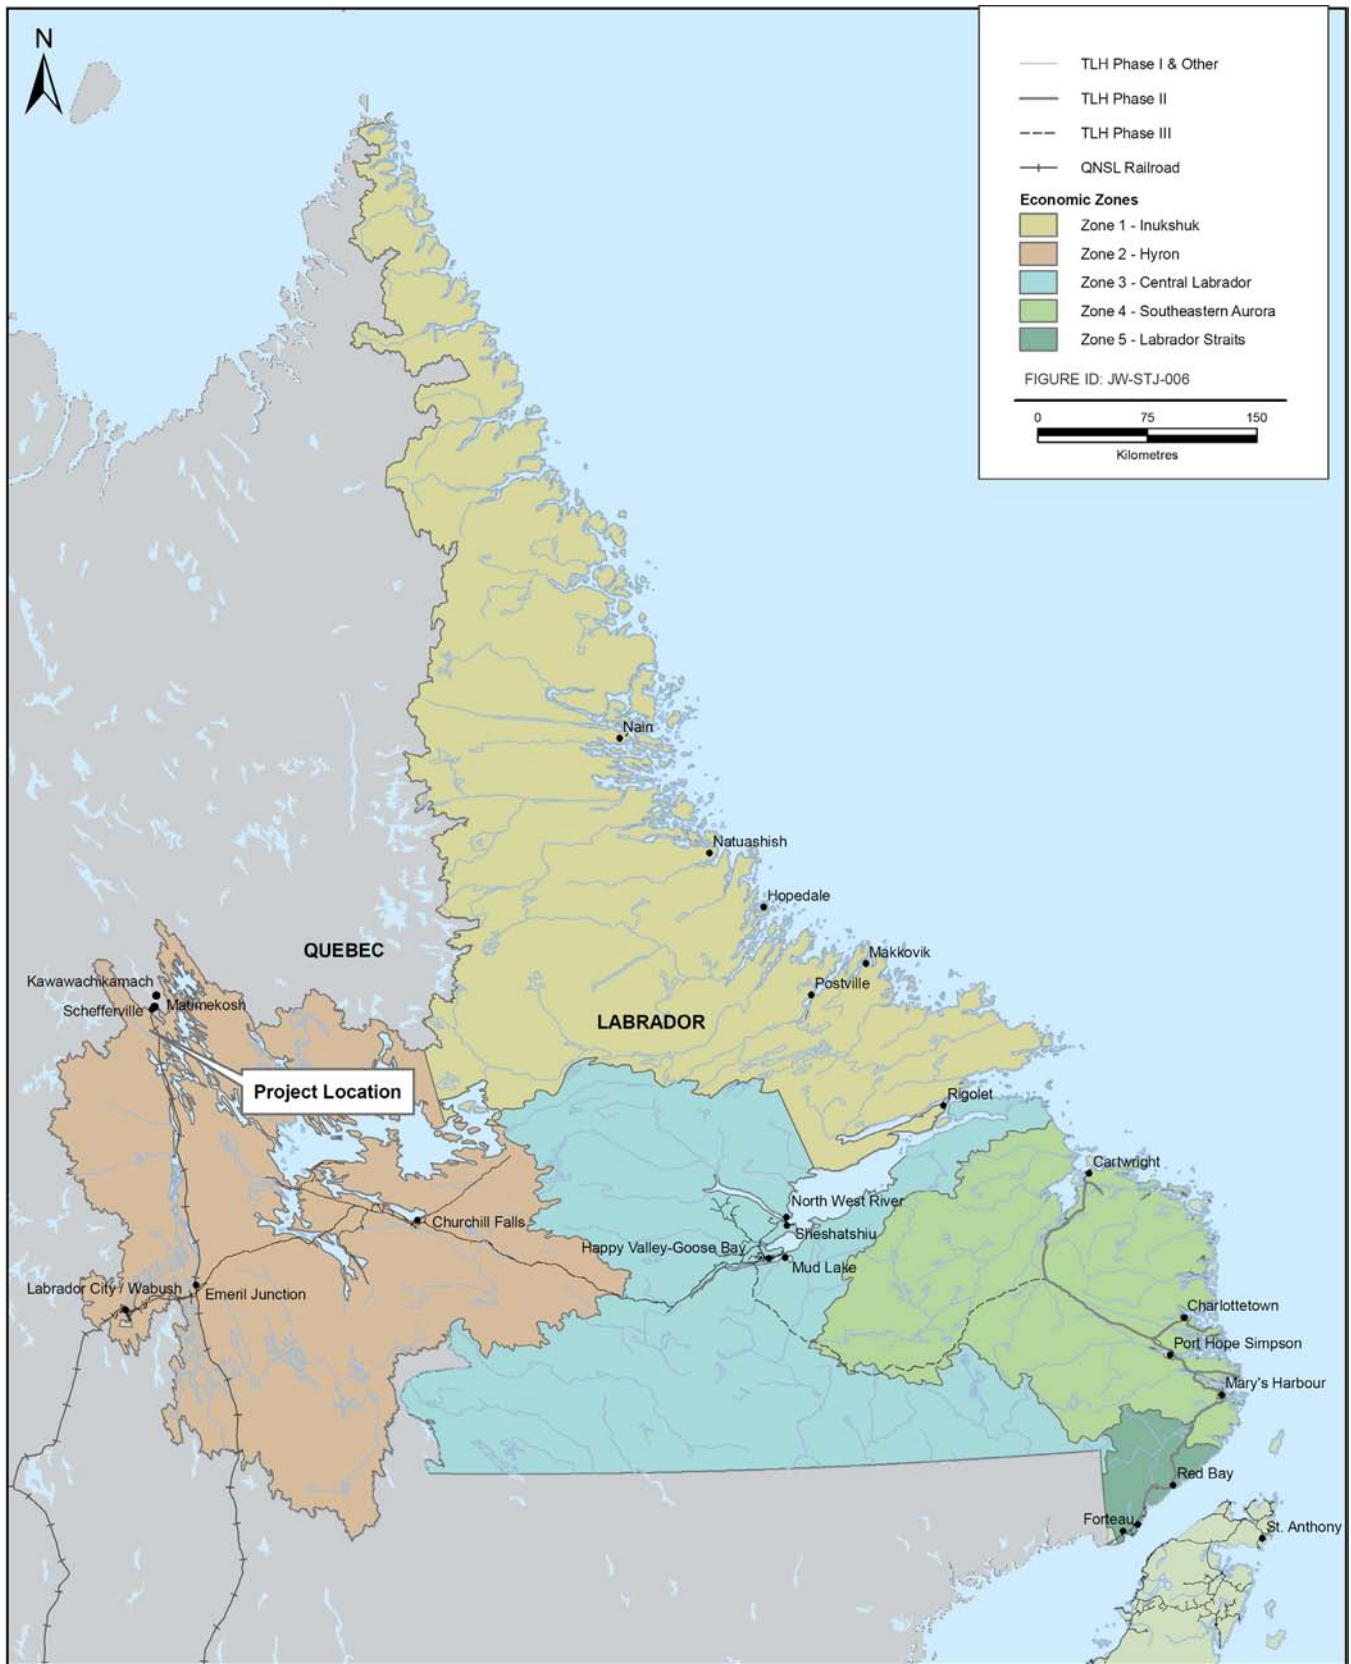 N
TLH Phase I & Other
TLH Phase II
TLH Phase III
QNSL Railroad
Economic Zones
Zone 1 - Inukshuk
Zone 2 - Hyron
Zone 3 - Central Labrador
Zone 4 - Southeastern Aurora
Zone 5 - Labrador Straits
FIGURE ID: JW-STJ-006
0 75 150
Kilometres
Nain
Natuashish
Hopedale
QUEBEC
Makkovik
Kawawachikamach
Postville
Schefferville
Matimekosh
LABRADOR
Project Location
Rigolet
Cartwright
North West River
Churchill Falls
Sheshatshiu
Happy Valley-Goose Bay
Mud Lake
Labrador City / Wabush
Emeril Junction
Charlottetown
Port Hope Simpson
Mary's Harbour
Red Bay
Forteau
St. Anthony